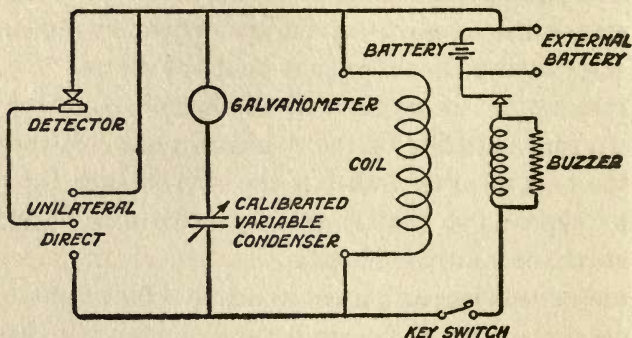 BATTERY
EXTERNAL
BATTERY
DETECTOR
GALVANOMETER
COIL
BUZZER
UNILATERAL
DIRECT
CALIBRATED
VARIABLE
CONDENSER
KEY SWITCH